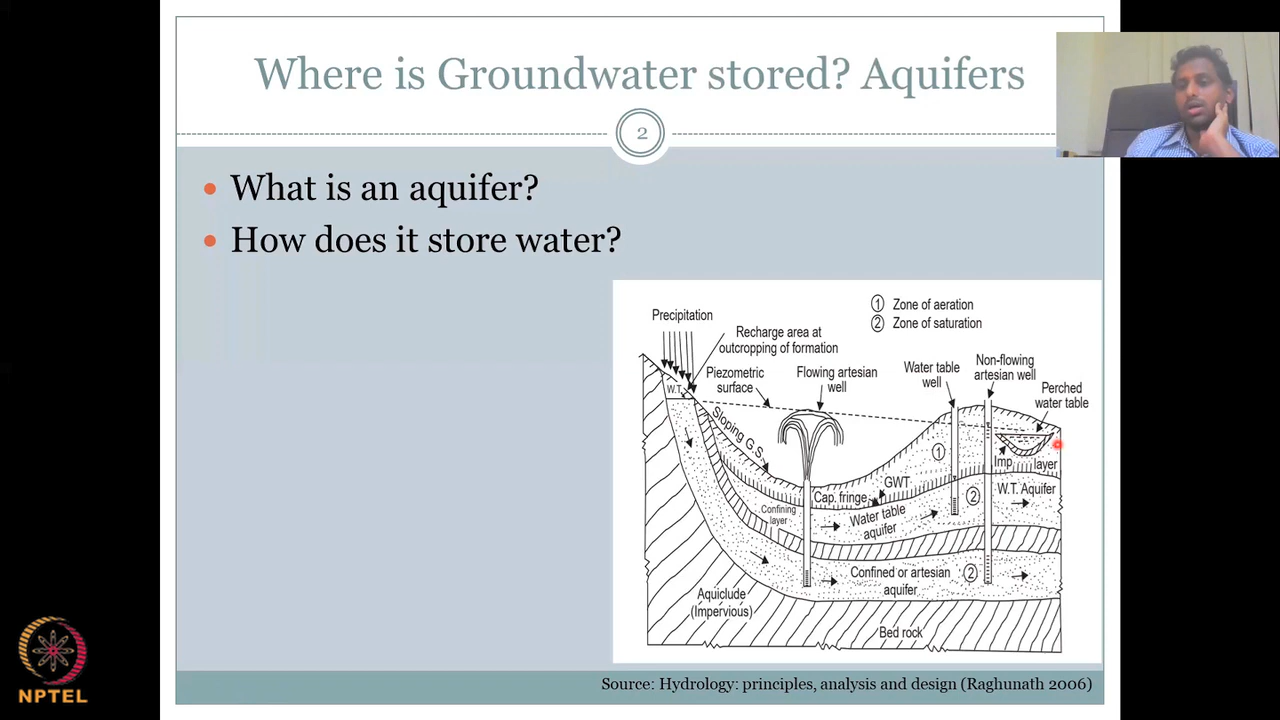 Where is Groundwater stored? Aquifers
2
• What is an aquifer?
• How does it store water?
① Zone of aeration
② Zone of saturation
Precipitation
Recharge area at
outcropping of formation
Piezometric
surface
Flowing artesian
well
Water table
well
Non-flowing
artesian well
Perched
water table
W.T.
Sloping G.S.
①
Imp layer
GWT
Cap. fringe
②
W.T. Aquifer
Confining
layer
Water table
aquifer
Confined or artesian
aquifer
②
Aquiclude
(Impervious)
Bed rock
Source: Hydrology: principles, analysis and design (Raghunath 2006)
NPTEL